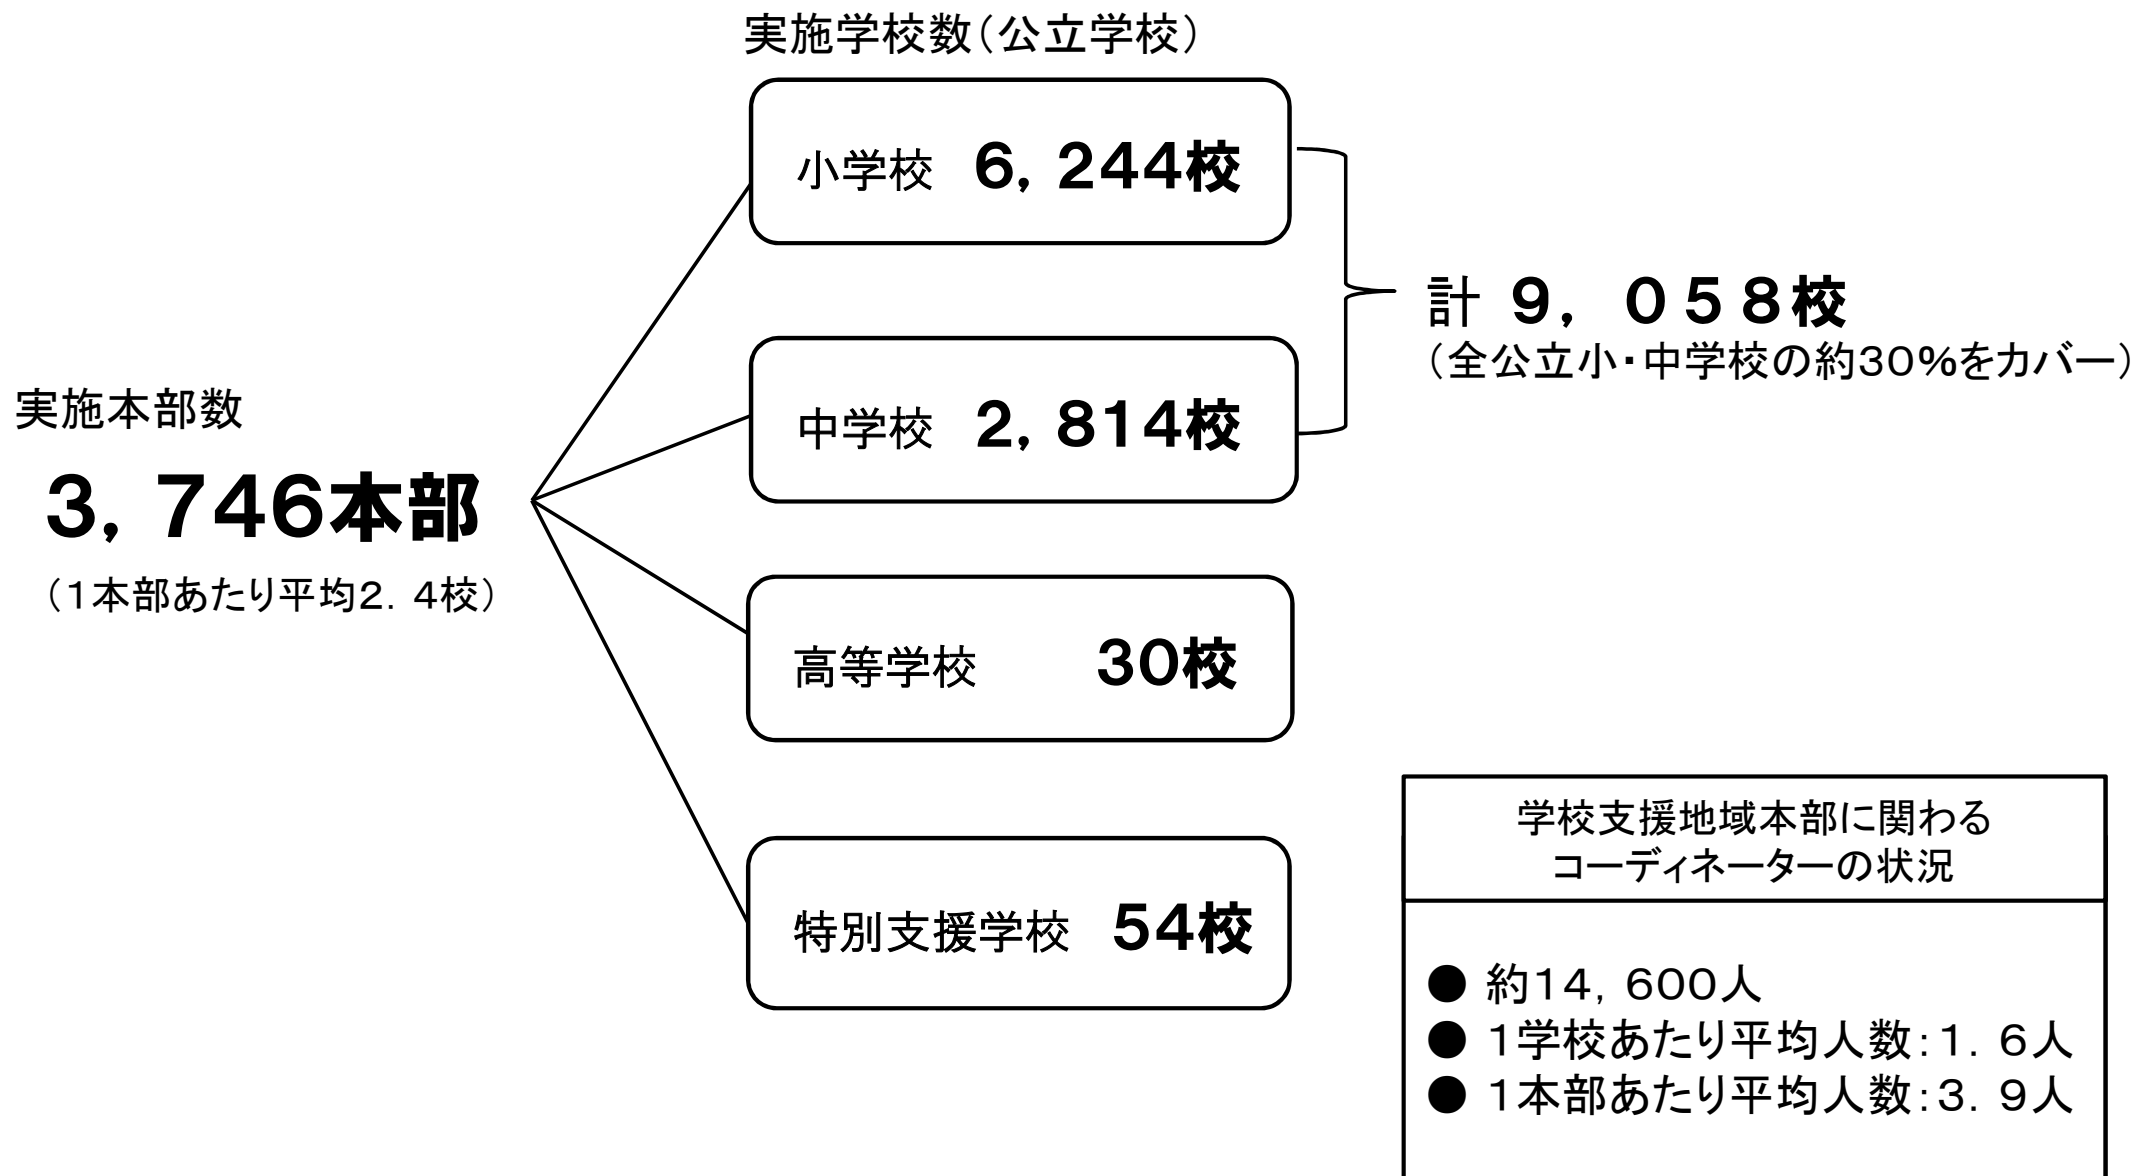 実施学校数（公立学校）
小学校　６，２４４校
中学校　２，８１４校
計 ９，０５８校
（全公立小・中学校の約３０％をカバー）
実施本部数
３，７４６本部
（１本部あたり平均２．４校）
高等学校　３０校
特別支援学校　５４校
学校支援地域本部に関わる
コーディネーターの状況
● 約１４，６００人
● １学校あたり平均人数：１．６人
● １本部あたり平均人数：３．９人